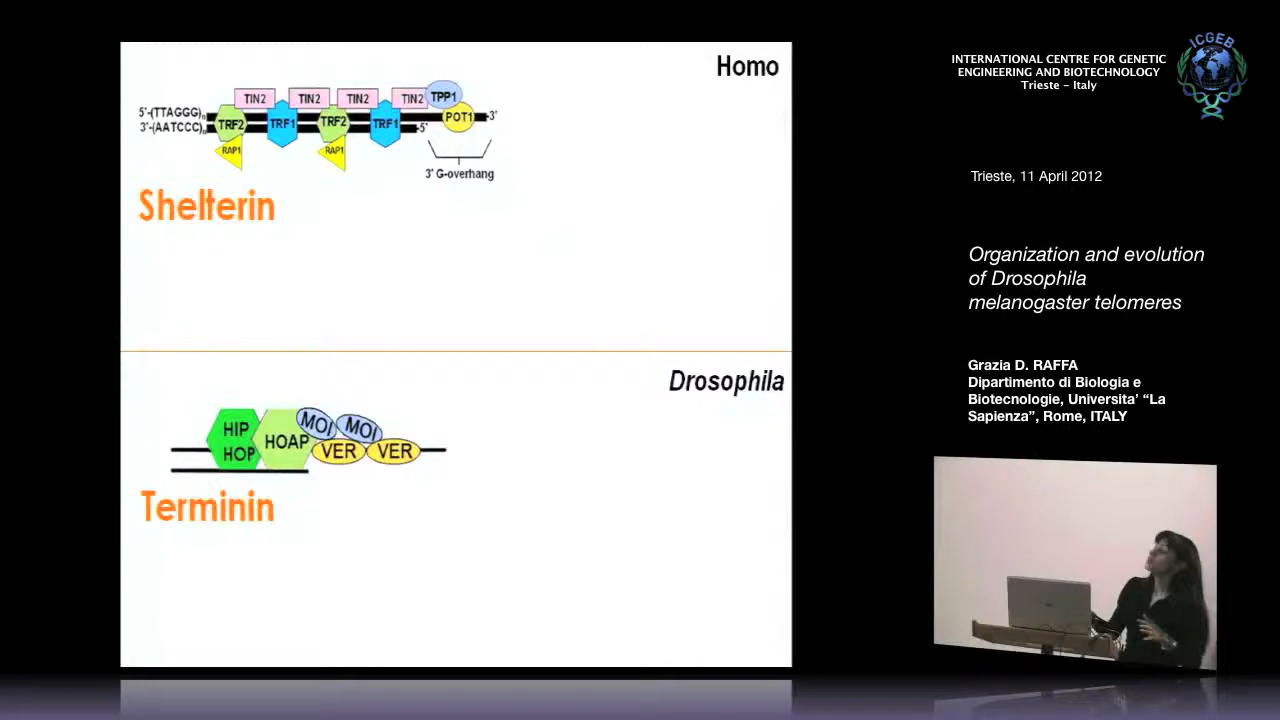 Homo
TIN2 TIN2 TIN2 TIN2 TPP1
5'-(TTAGGG)n
3'-(AATCCC)n
TRF2 TRF1 TRF2 TRF1 POT1 3'
5'
RAP1 RAP1
3' G-overhang
Shelterin
Drosophila
HIP
HOP
HOAP
MOI MOI
VER VER
Terminin
INTERNATIONAL CENTRE FOR GENETIC
ENGINEERING AND BIOTECHNOLOGY
Trieste - Italy
ICGEB
Trieste, 11 April 2012
Organization and evolution
of Drosophila
melanogaster telomeres
Grazia D. RAFFA
Dipartimento di Biologia e
Biotecnologie, Universita' “La
Sapienza”, Rome, ITALY